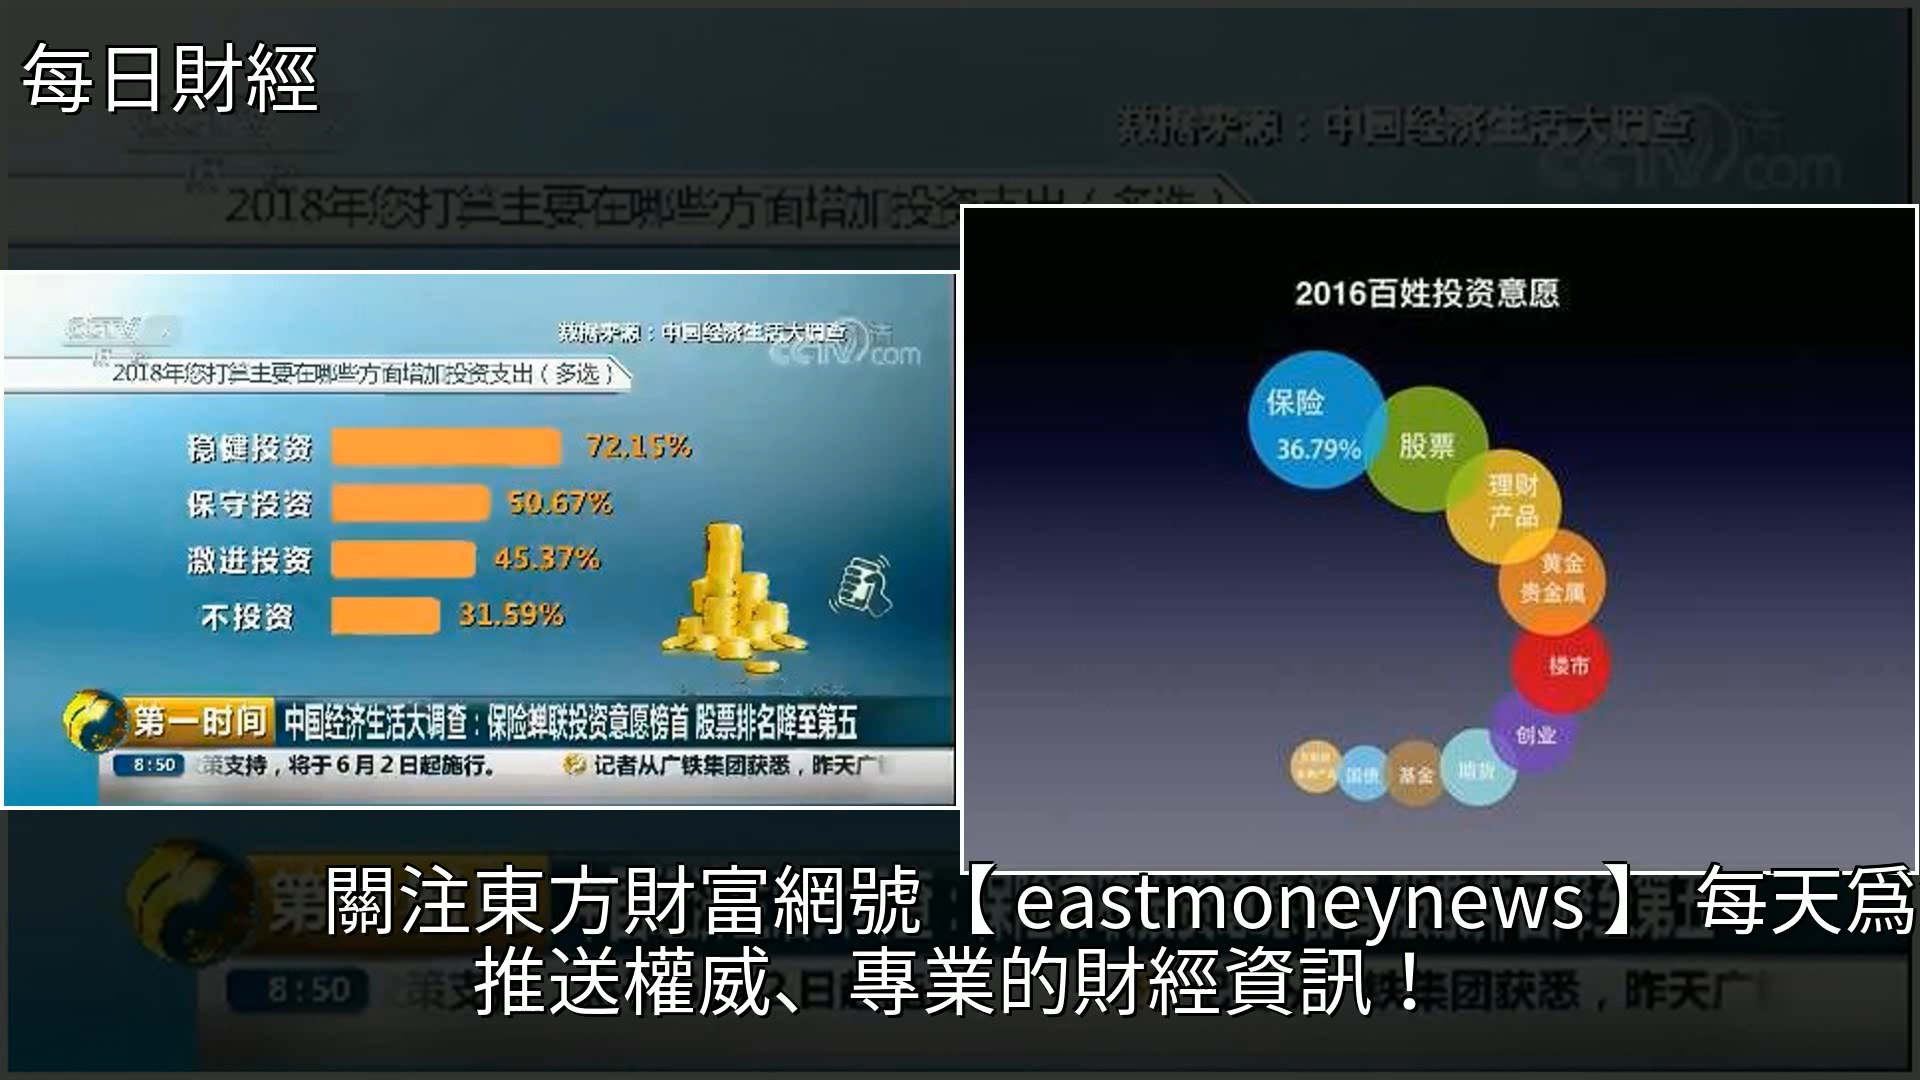 每日財經
数据来源：中国经济生活大调查
CCTV
com
2018年您打算主要在哪些方面增加投资支出（多选）
稳健投资 72.15%
保守投资 50.67%
激进投资 45.37%
不投资 31.59%
第一时间
中国经济生活大调查：保险蝉联投资意愿榜首 股票排名降至第五
8:50
策支持，将于６月２日起施行。 记者从广铁集团获悉，昨天广
2016百姓投资意愿
保险
36.79%
股票
理财
产品
黄金
贵金属
楼市
创业
期货
基金
国债
關注東方財富網號【eastmoneynews】每天爲
推送權威、專業的財經資訊！